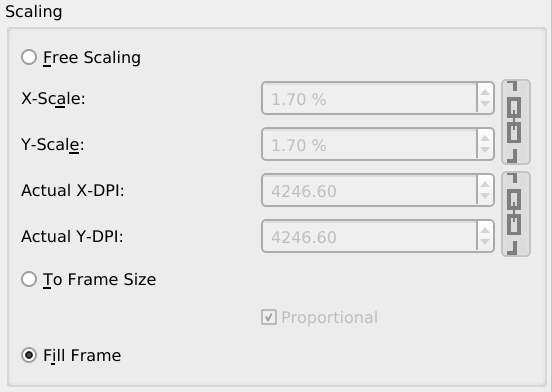 Scaling
Free Scaling
X-Scale: 1.70 %
Y-Scale: 1.70 %
Actual X-DPI: 4246.60
Actual Y-DPI: 4246.60
To Frame Size
Proportional
Fill Frame